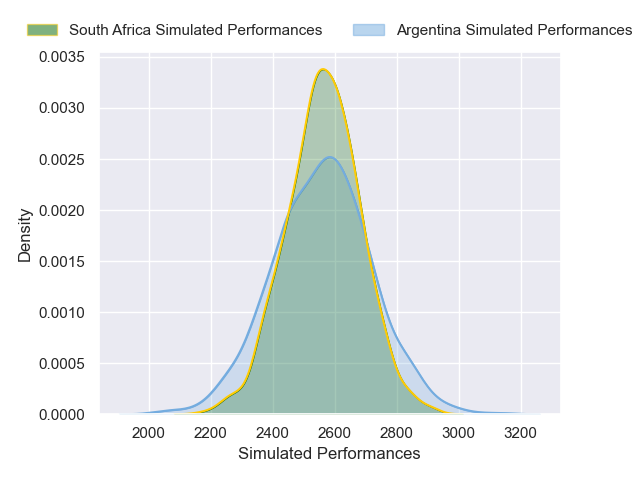 South Africa Simulated Performances Argentina Simulated Performances
0.0035
0.0030
0.0025
0.0020
0.0015
0.0010
0.0005
0.0000
Density
2000 2200 2400 2600 2800 3000 3200
Simulated Performances